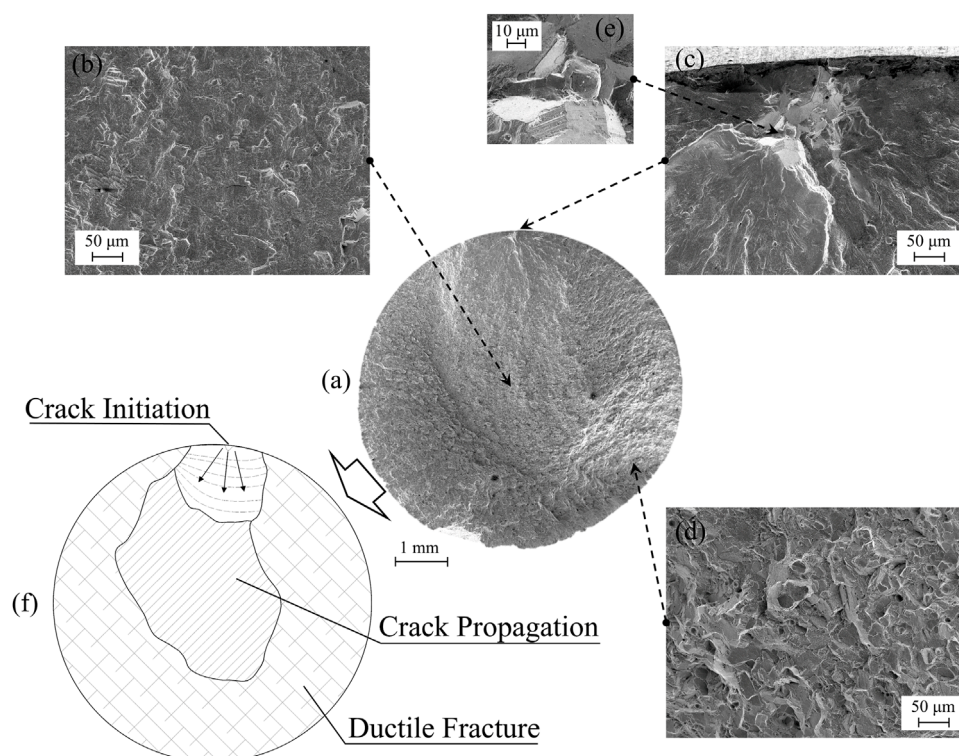 (e)
10 μm
(b)
(c)
50 μm
50 μm
(a)
Crack Initiation
1 mm
(d)
(f)
Crack Propagation
50 μm
Ductile Fracture